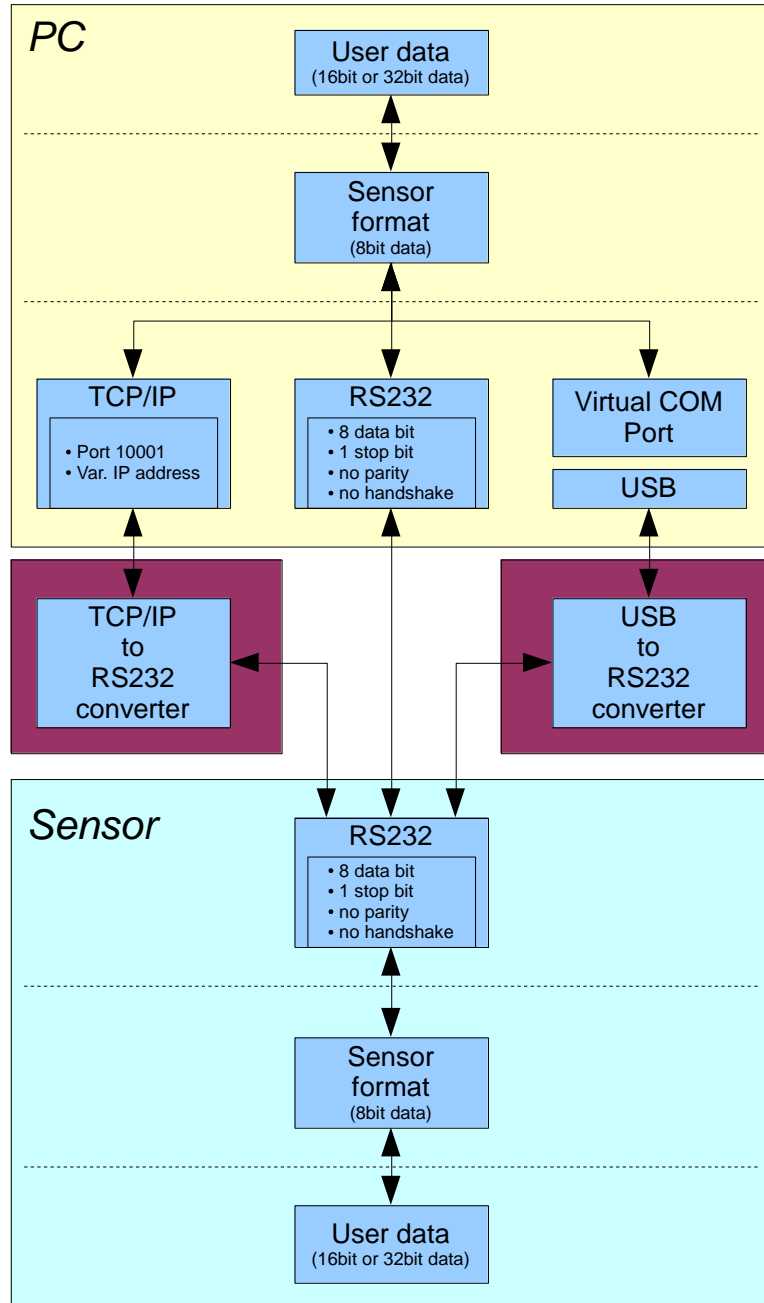 PC
User data
(16bit or 32bit data)
Sensor
format
(8bit data)
TCP/IP
• Port 10001
• Var. IP address
RS232
• 8 data bit
• 1 stop bit
• no parity
• no handshake
Virtual COM
Port
USB
TCP/IP
to
RS232
converter
USB
to
RS232
converter
Sensor
RS232
• 8 data bit
• 1 stop bit
• no parity
• no handshake
Sensor
format
(8bit data)
User data
(16bit or 32bit data)